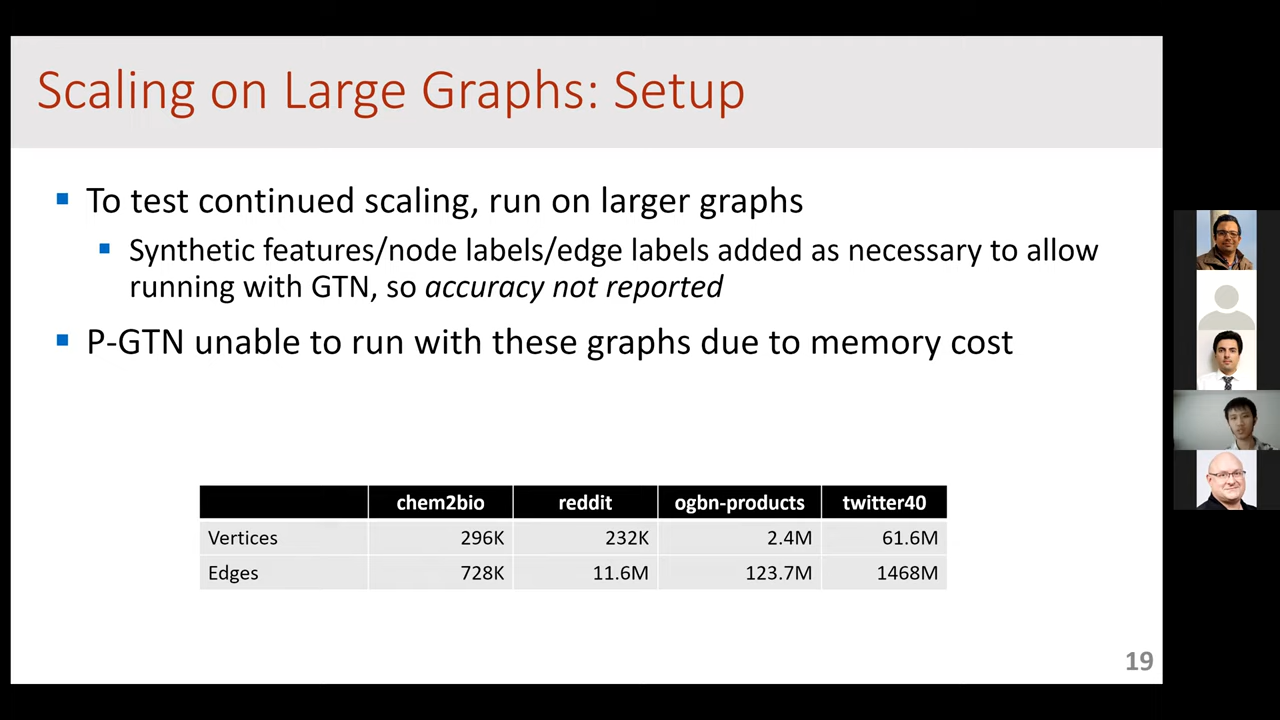 Scaling on Large Graphs: Setup
To test continued scaling, run on larger graphs
Synthetic features/node labels/edge labels added as necessary to allow
running with GTN, so accuracy not reported
P-GTN unable to run with these graphs due to memory cost
chem2bio reddit ogbn-products twitter40
Vertices 296K 232K 2.4M 61.6M
Edges 728K 11.6M 123.7M 1468M
19